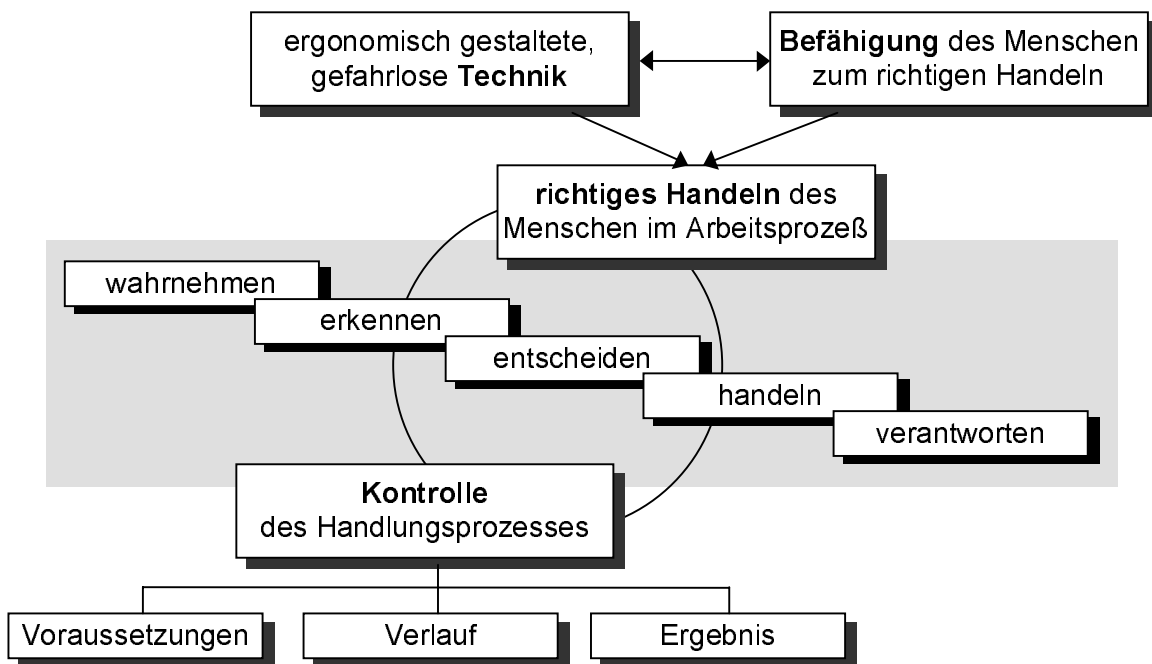 ergonomisch gestaltete,
gefahrlose Technik
Befähigung des Menschen
zum richtigen Handeln
richtiges Handeln des
Menschen im Arbeitsprozeß
wahrnehmen
erkennen
entscheiden
handeln
verantworten
Kontrolle
des Handlungsprozesses
Voraussetzungen
Verlauf
Ergebnis